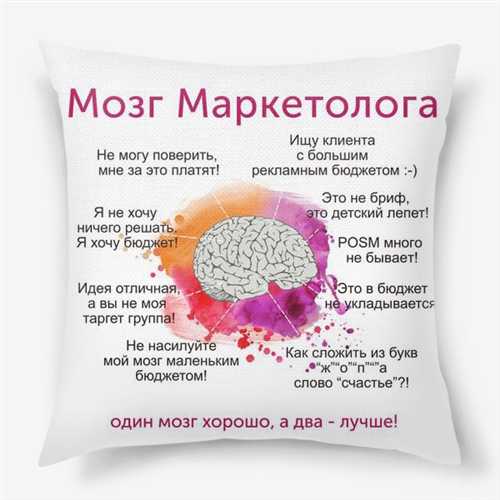 Мозг Маркетолога
Не могу поверить,
мне за это платят!
Ищу клиента
с большим
рекламным бюджетом :-)
Я не хочу
ничего решать,
Я хочу бюджет!
Это не бриф,
это детский лепет!
POSM много
не бывает!
Идея отличная,
а вы не моя
таргет группа!
Это в бюджет
не укладывается
Не насилуйте
мой мозг маленьким
бюджетом!
Как сложить из букв
“ж”“о”“п”“а”
слово “счастье”?!
один мозг хорошо, а два - лучше!